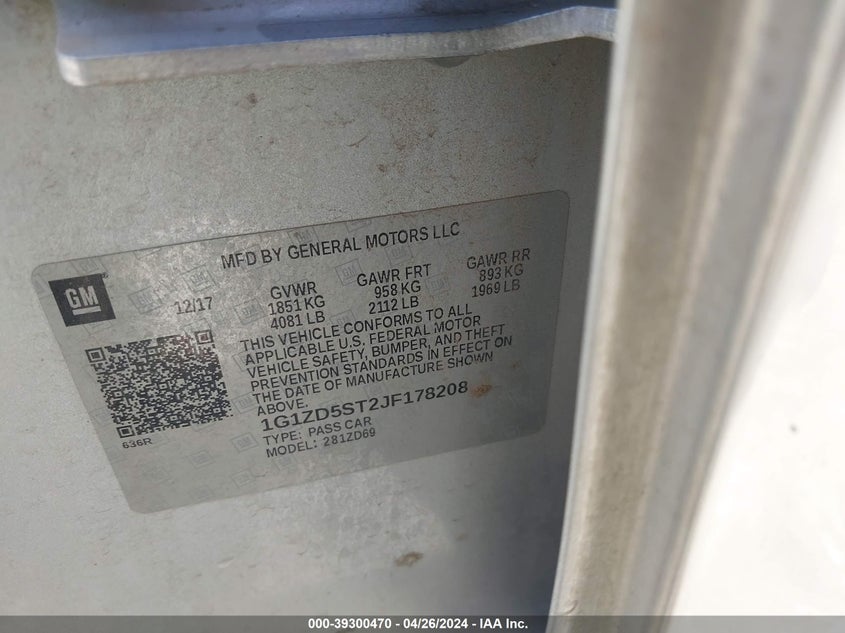 MFD BY GENERAL MOTORS LLC
GM
12/17
GVWR
1851 KG
4081 LB
GAWR FRT
958 KG
2112 LB
GAWR RR
893 KG
1969 LB
THIS VEHICLE CONFORMS TO ALL
APPLICABLE U.S. FEDERAL MOTOR
VEHICLE SAFETY, BUMPER, AND THEFT
PREVENTION STANDARDS IN EFFECT ON
THE DATE OF MANUFACTURE SHOWN
ABOVE.
1G1ZD5ST2JF178208
TYPE: PASS CAR
MODEL: 281ZD69
636R
000-39300470 - 04/26/2024 - IAA Inc.